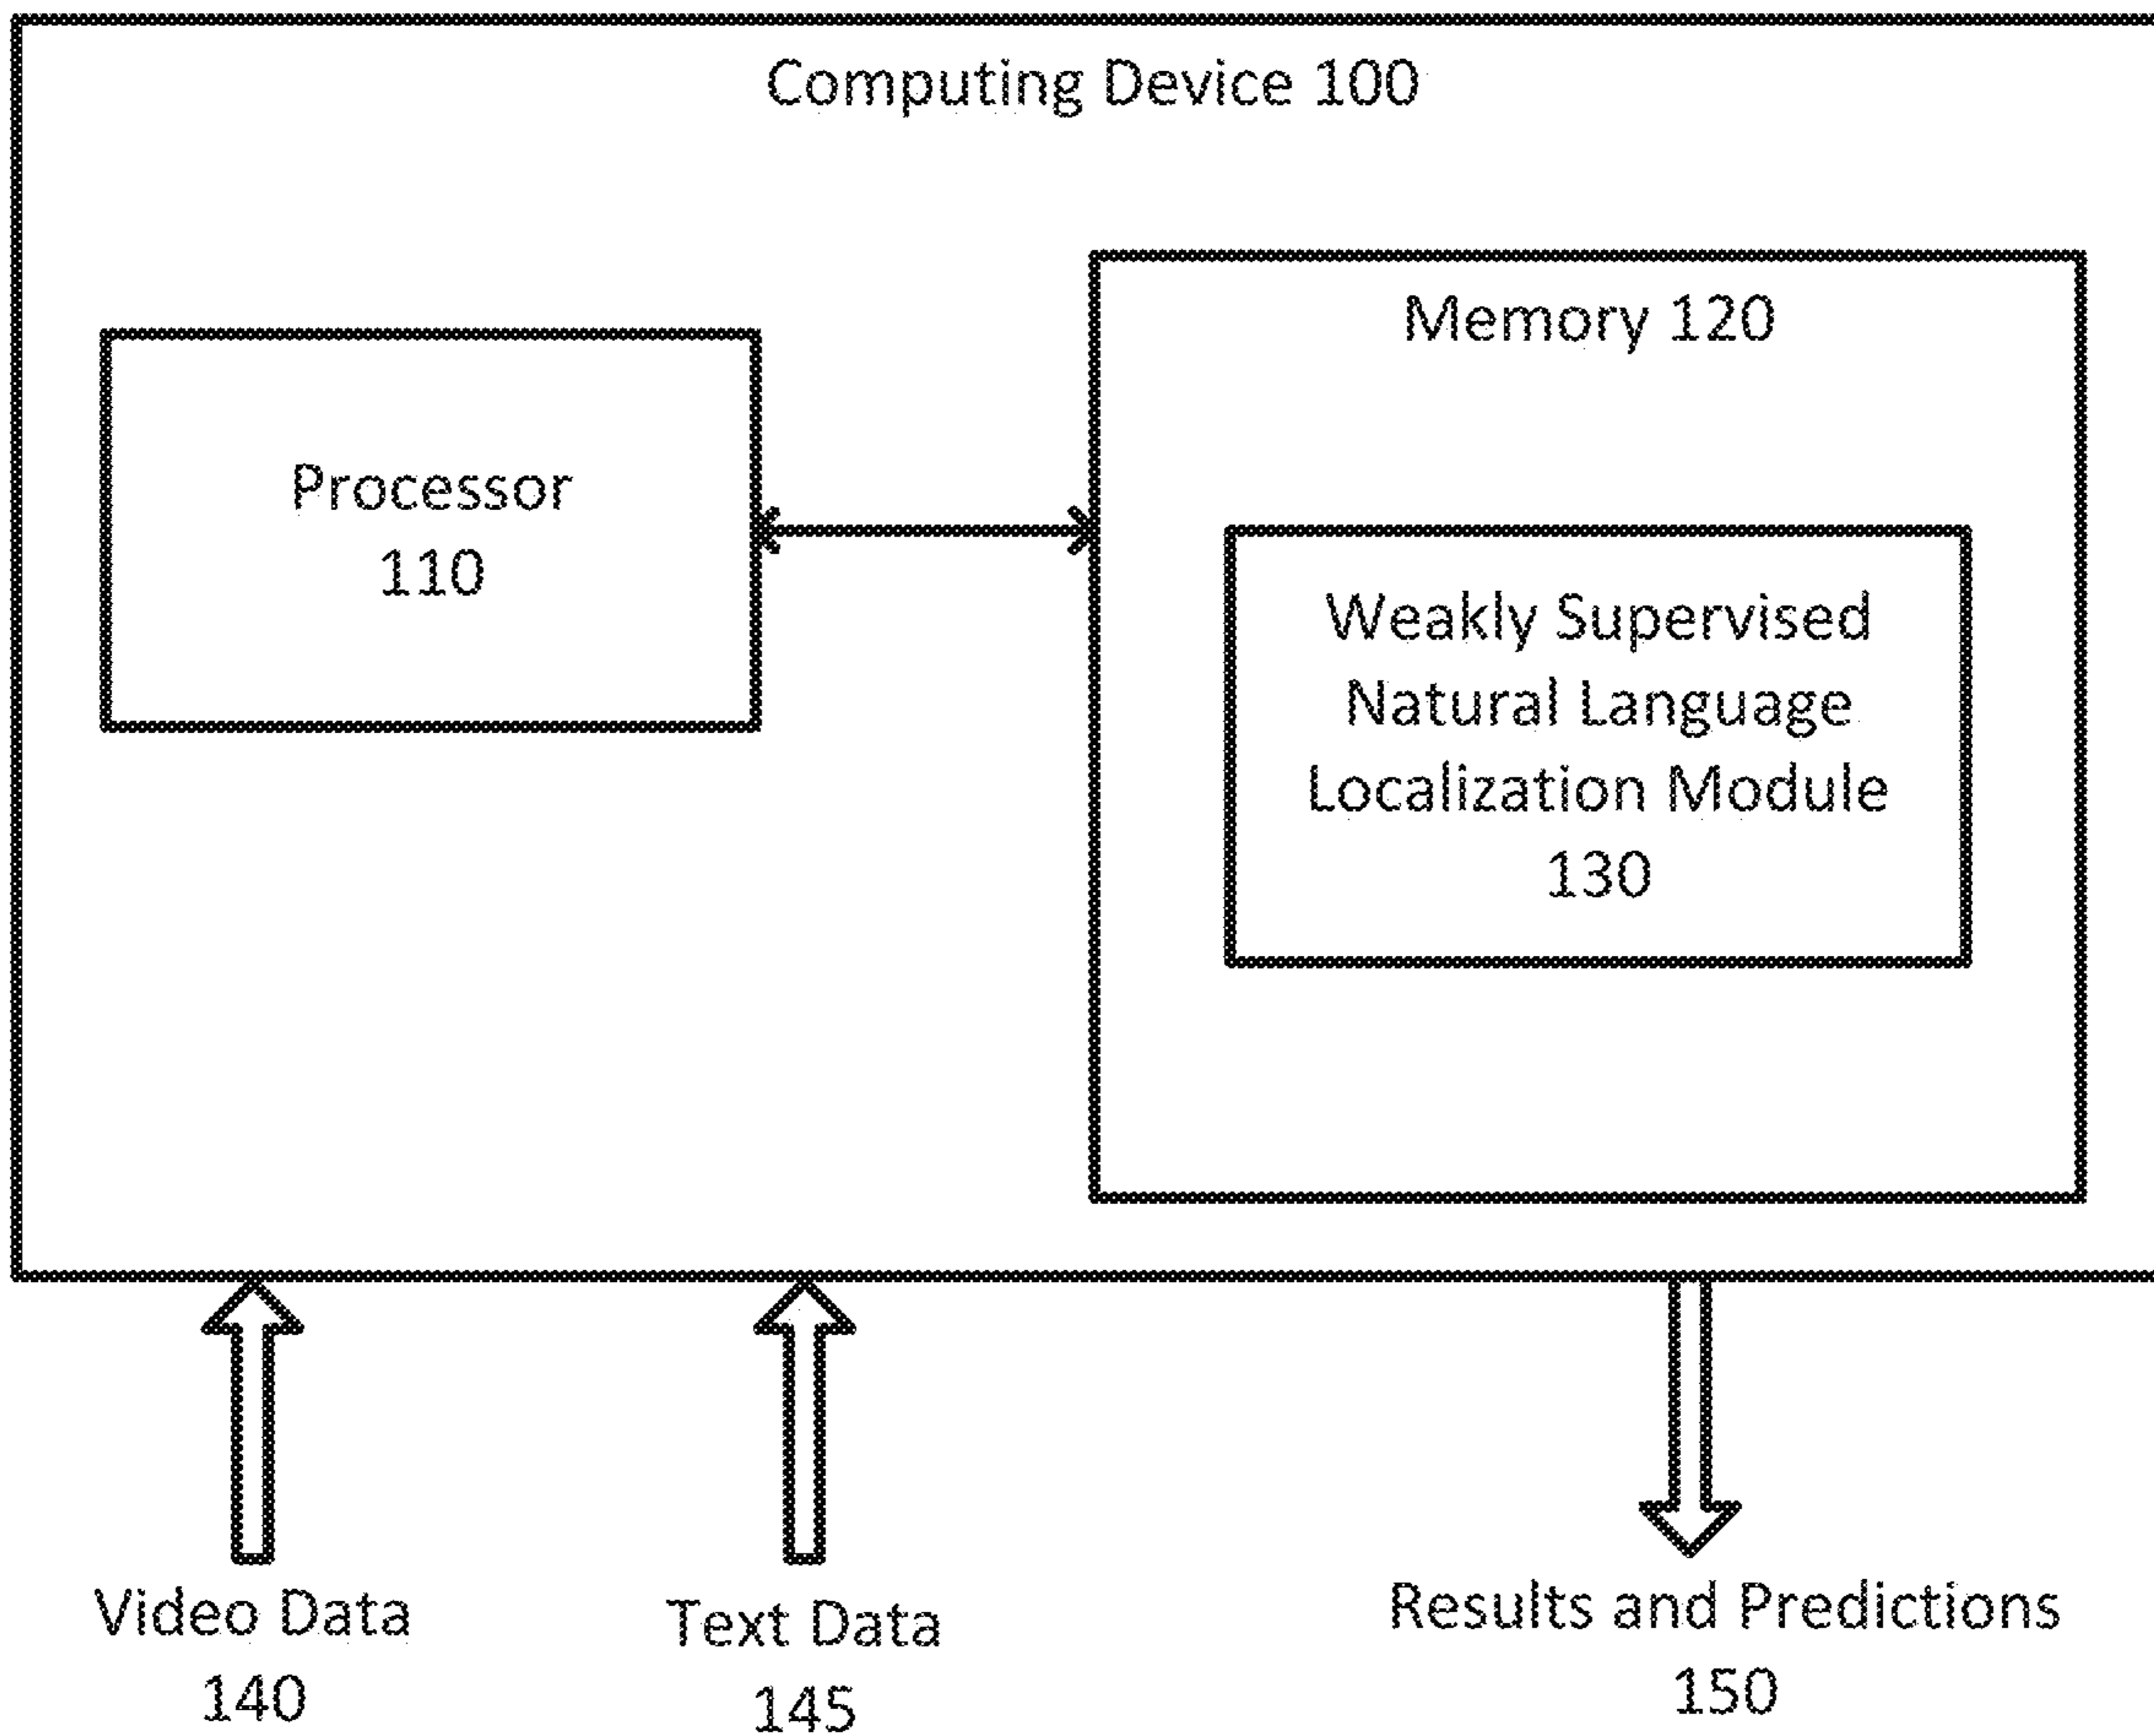 Computing Device 100
Memory 120
Processor
110
Weakly Supervised
Natural Language
Localization Module
130
Video Data
140
Text Data
145
Results and Predictions
150